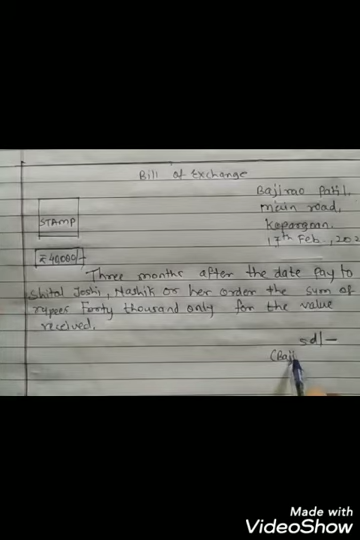 Bill of Exchange
Bajirao Patil.
Main road,
Kopargaon.
17th Feb, 202
STAMP
₹40000/-
Three months after the date pay to
Shital Joshi, Nashik or her order the sum of
rupees Forty thousand only for the value
received.
sd/-
(Baji
Made with
VideoShow